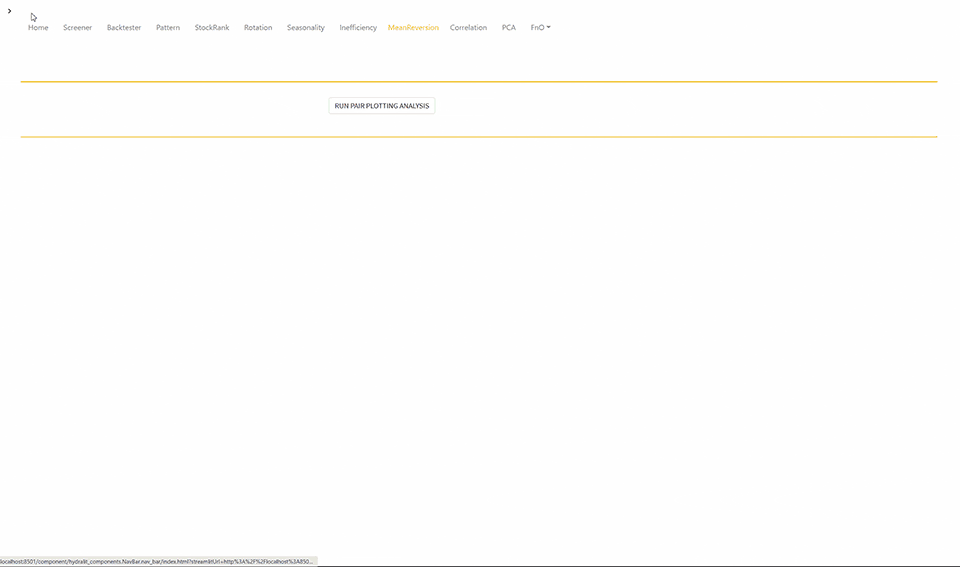 Home Screener Backtester Pattern StockRank Rotation Seasonality Inefficiency MeanReversion Correlation PCA FnO
RUN PAIR PLOTTING ANALYSIS
localhost:8501/component/hydralit_components.NavBar.nav_bar/index.html?streamlitUrl=http%3A%2F%2Flocalhost%3A850...